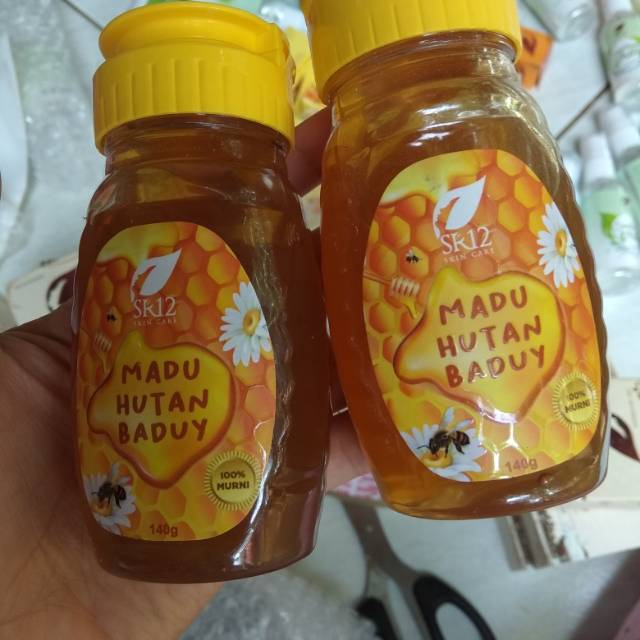 SR12
SKIN CARE
MADU
HUTAN
BADUY
100%
MURNI
140g
SR12
SKIN CARE
MADU
HUTAN
BADUY
100%
MURNI
140g